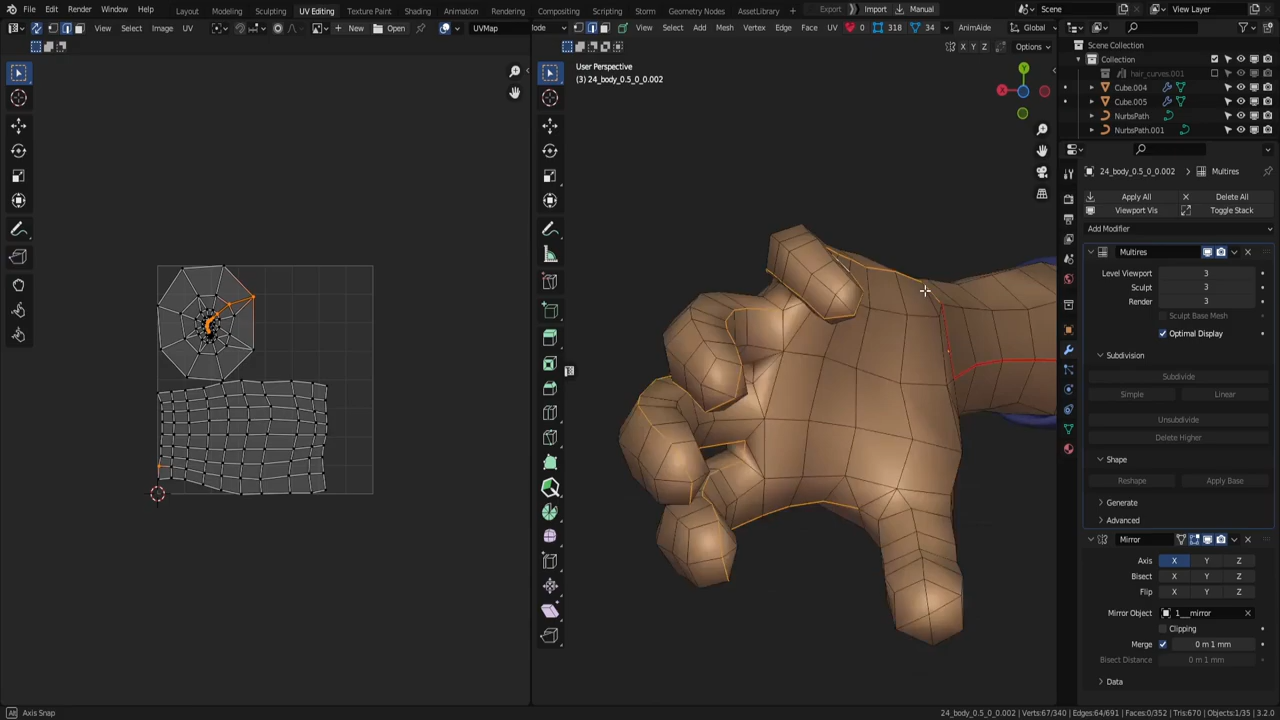 File Edit Render Window Help Layout Modeling Sculpting UV Editing Texture Paint Shading Animation Rendering Compositing Scripting Storm Geometry Nodes AssetLibrary Export Import Manual Scene View Layer
View Select Image UV New Open UVMap
View Select Add Mesh Vertex Edge Face UV 0 318 34 AnimAide Global
X Y Z Options
User Perspective
(3) 24_body_0.5_0_0.002
Y
X
Scene Collection
Collection
hair_curves.001
Cube.004
Cube.005
NurbsPath
NurbsPath.001
24_body_0.5_0_0.002 > Multires
Apply All Delete All
Viewport Vis Toggle Stack
Add Modifier
Multires
Level Viewport 3
Sculpt 3
Render 3
Sculpt Base Mesh
Optimal Display
Subdivision
Subdivide
Simple Linear
Unsubdivide
Delete Higher
Shape
Reshape Apply Base
Generate
Advanced
Mirror
Axis X Y Z
Bisect X Y Z
Flip X Y Z
Mirror Object 1__mirror
Clipping
Merge 0 m 1 mm
Bisect Distance 0 m 1 mm
Data
Alt Axis Snap
24_body_0.5_0_0.002 | Verts:67/340 | Edges:64/691 | Faces:0/352 | Tris:670 | Objects:1/35 | 3.2.0